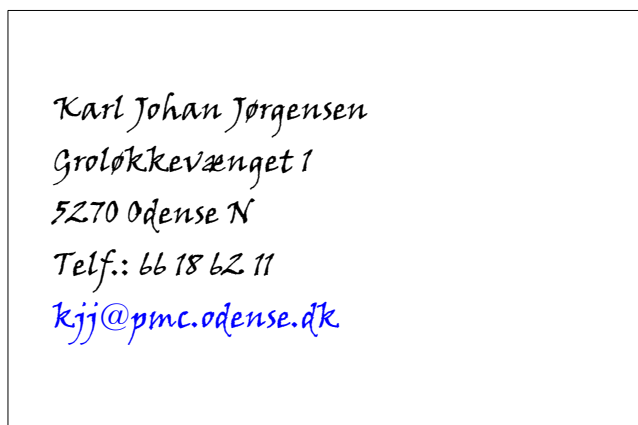 Karl Johan Jørgensen
Groløkkevænget 1
5270 Odense N
Telf.: 66 18 62 11
kjj@pmc.odense.dk